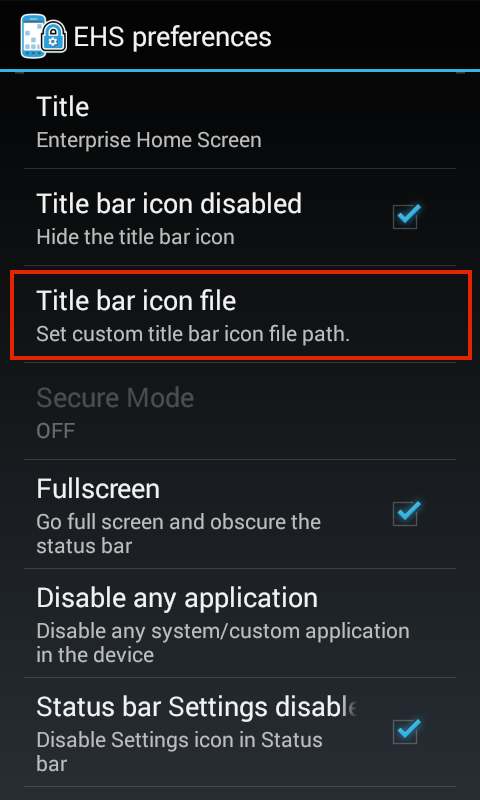 EHS preferences
Title
Enterprise Home Screen
Title bar icon disabled
Hide the title bar icon
Title bar icon file
Set custom title bar icon file path.
Secure Mode
OFF
Fullscreen
Go full screen and obscure the
status bar
Disable any application
Disable any system/custom application
in the device
Status bar Settings disable
Disable Settings icon in Status
bar